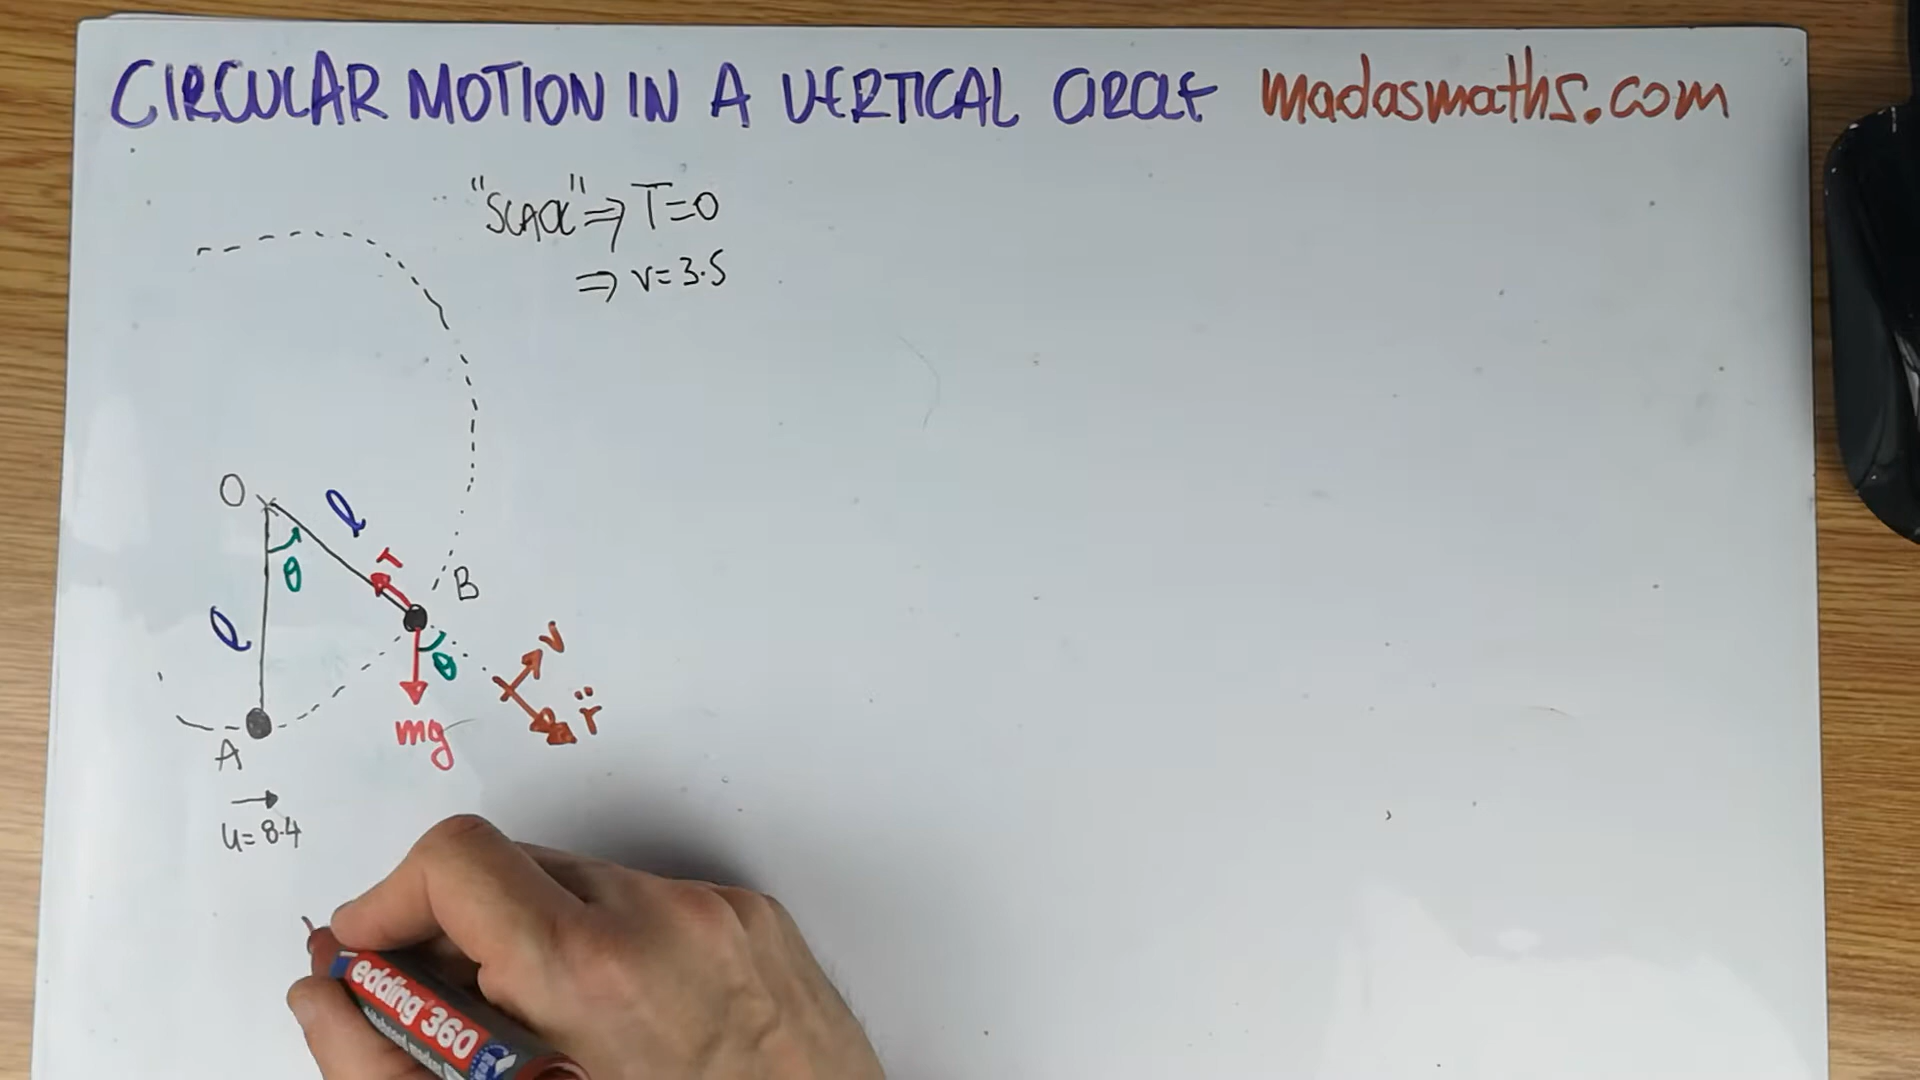 CIRCULAR MOTION IN A VERTICAL CIRCLE madasmaths.com
"SLACK" ⇒ T=0
⇒ v=3.5
O
l
θ
T
B
l
θ
v
r̈
mg
A
u=8.4
edding 360